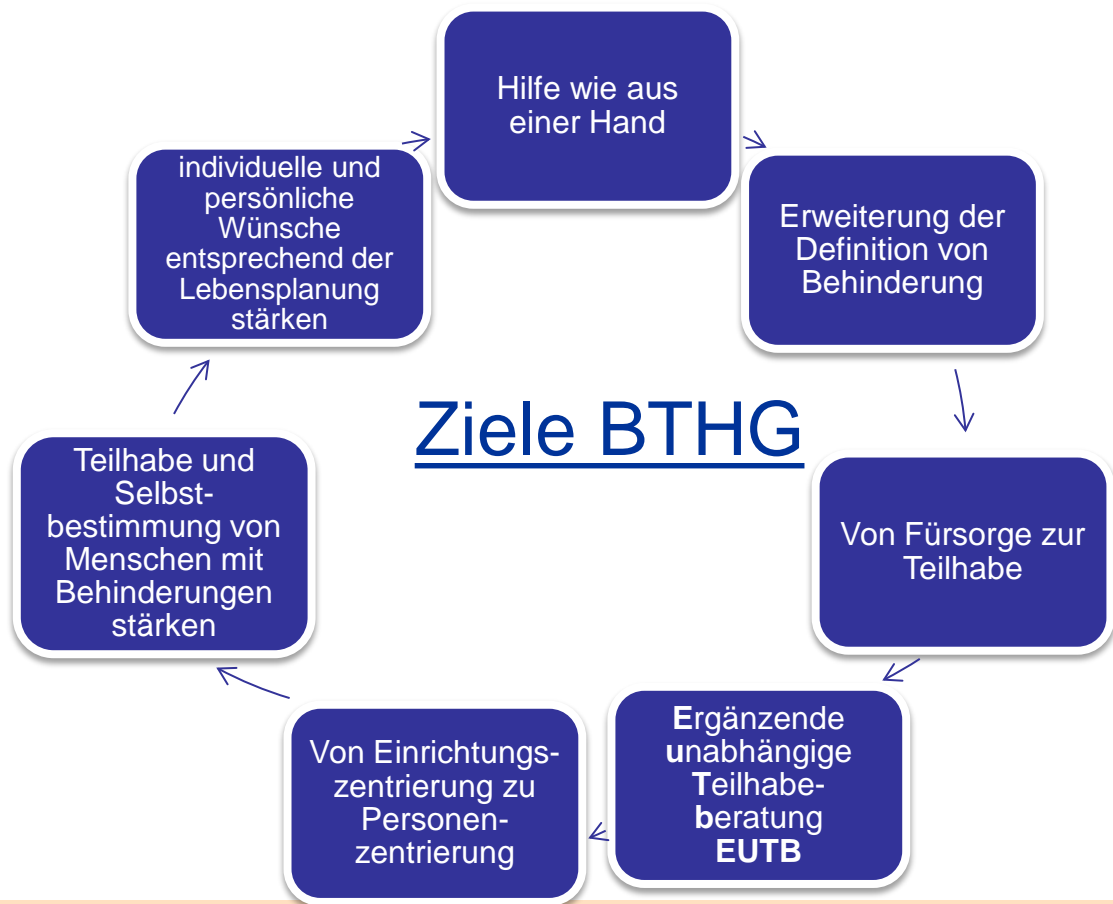 Hilfe wie aus
einer Hand
Erweiterung der
Definition von
Behinderung
Von Fürsorge zur
Teilhabe
Ergänzende
unabhängige
Teilhabe-
beratung
EUTB
Von Einrichtungs-
zentrierung zu
Personen-
zentrierung
Teilhabe und
Selbst-
bestimmung von
Menschen mit
Behinderungen
stärken
individuelle und
persönliche
Wünsche
entsprechend der
Lebensplanung
stärken
Ziele BTHG